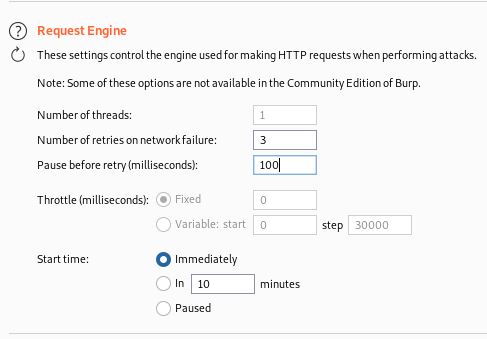 Request Engine
These settings control the engine used for making HTTP requests when performing attacks.
Note: Some of these options are not available in the Community Edition of Burp.
Number of threads: 1
Number of retries on network failure: 3
Pause before retry (milliseconds): 100
Throttle (milliseconds): Fixed 0
Variable: start 0 step 30000
Start time: Immediately
In 10 minutes
Paused